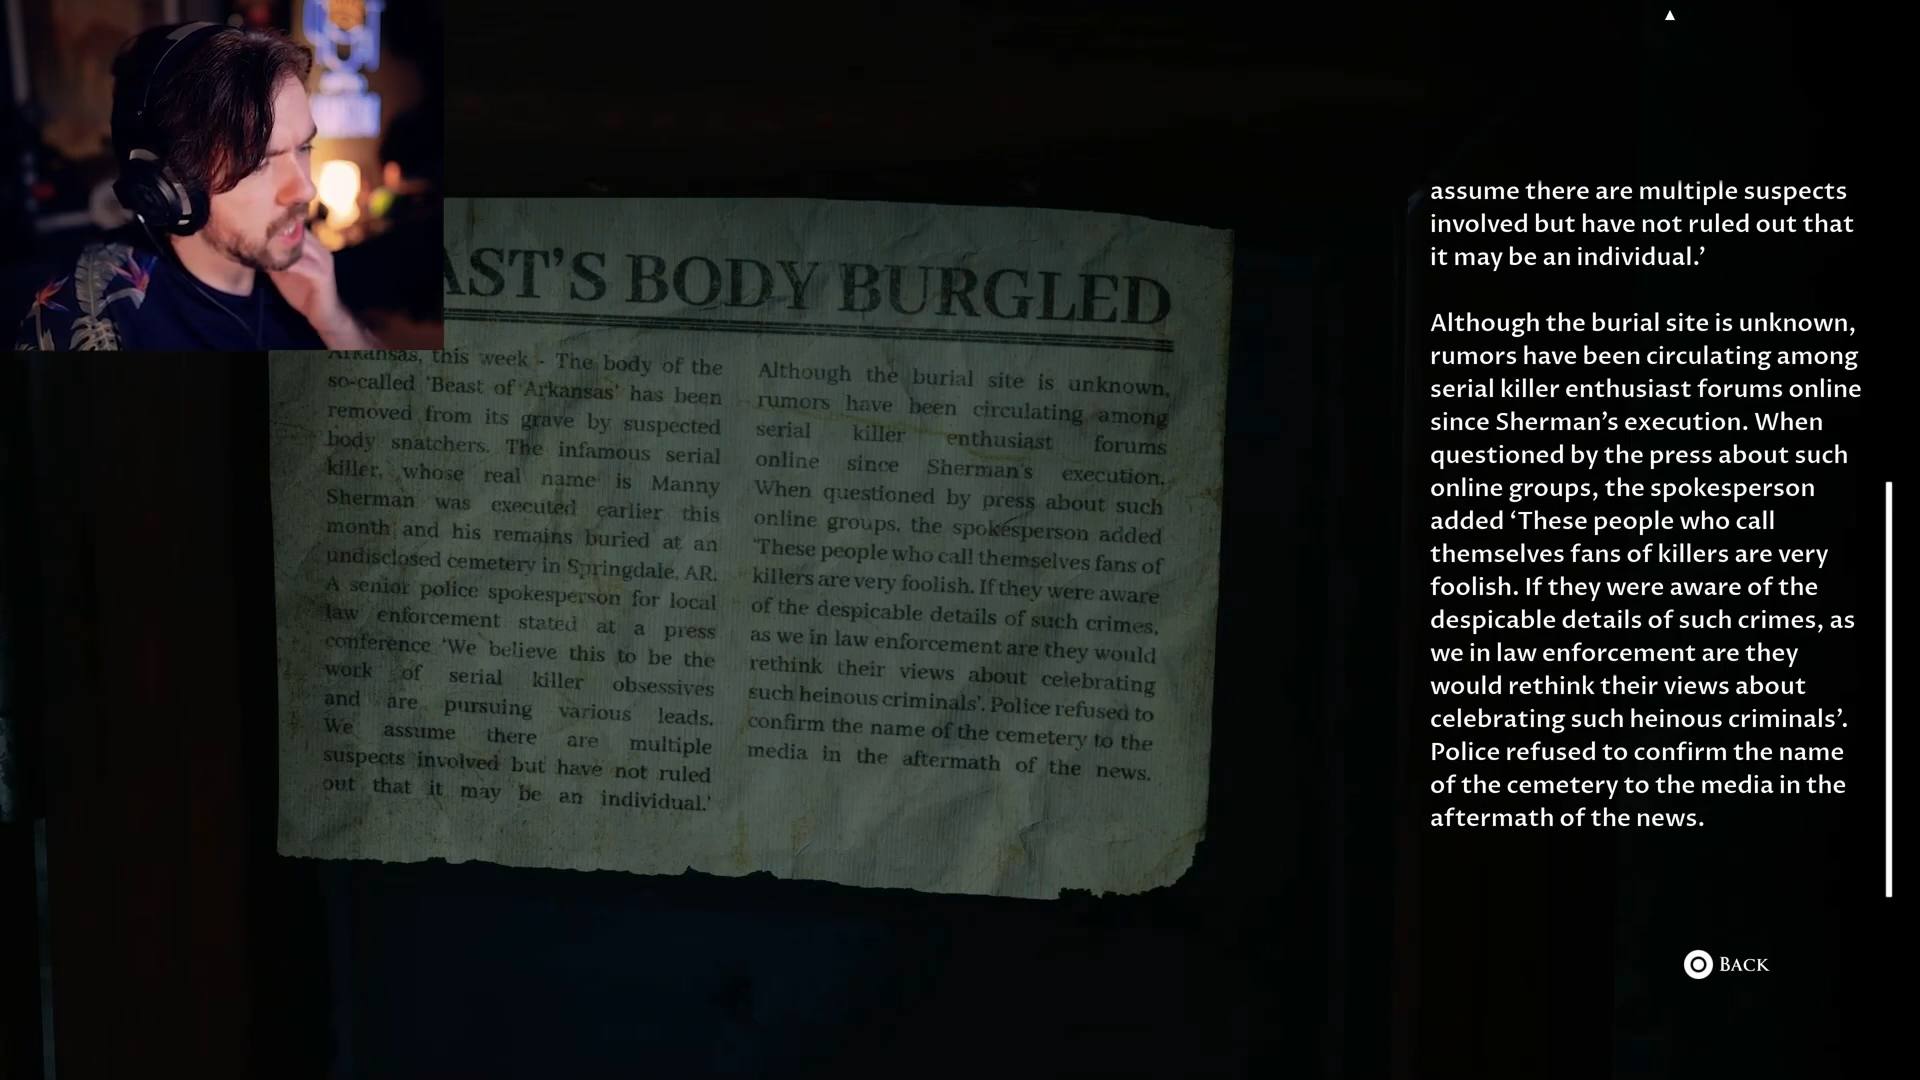 AST'S BODY BURGLED
Arkansas, this week - The body of the
so-called 'Beast of Arkansas' has been
removed from its grave by suspected
body snatchers. The infamous serial
killer, whose real name is Manny
Sherman was executed earlier this
month and his remains buried at an
undisclosed cemetery in Springdale, AR.
A senior police spokesperson for local
law enforcement stated at a press
conference 'We believe this to be the
work of serial killer obsessives
and are pursuing various leads.
We assume there are multiple
suspects involved but have not ruled
out that it may be an individual.'
Although the burial site is unknown,
rumors have been circulating among
serial killer enthusiast forums
online since Sherman's execution.
When questioned by press about such
online groups, the spokesperson added
'These people who call themselves fans of
killers are very foolish. If they were aware
of the despicable details of such crimes,
as we in law enforcement are they would
rethink their views about celebrating
such heinous criminals'. Police refused to
confirm the name of the cemetery to the
media in the aftermath of the news.
assume there are multiple suspects
involved but have not ruled out that
it may be an individual.’
Although the burial site is unknown,
rumors have been circulating among
serial killer enthusiast forums online
since Sherman’s execution. When
questioned by the press about such
online groups, the spokesperson
added ‘These people who call
themselves fans of killers are very
foolish. If they were aware of the
despicable details of such crimes, as
we in law enforcement are they
would rethink their views about
celebrating such heinous criminals’.
Police refused to confirm the name
of the cemetery to the media in the
aftermath of the news.
BACK